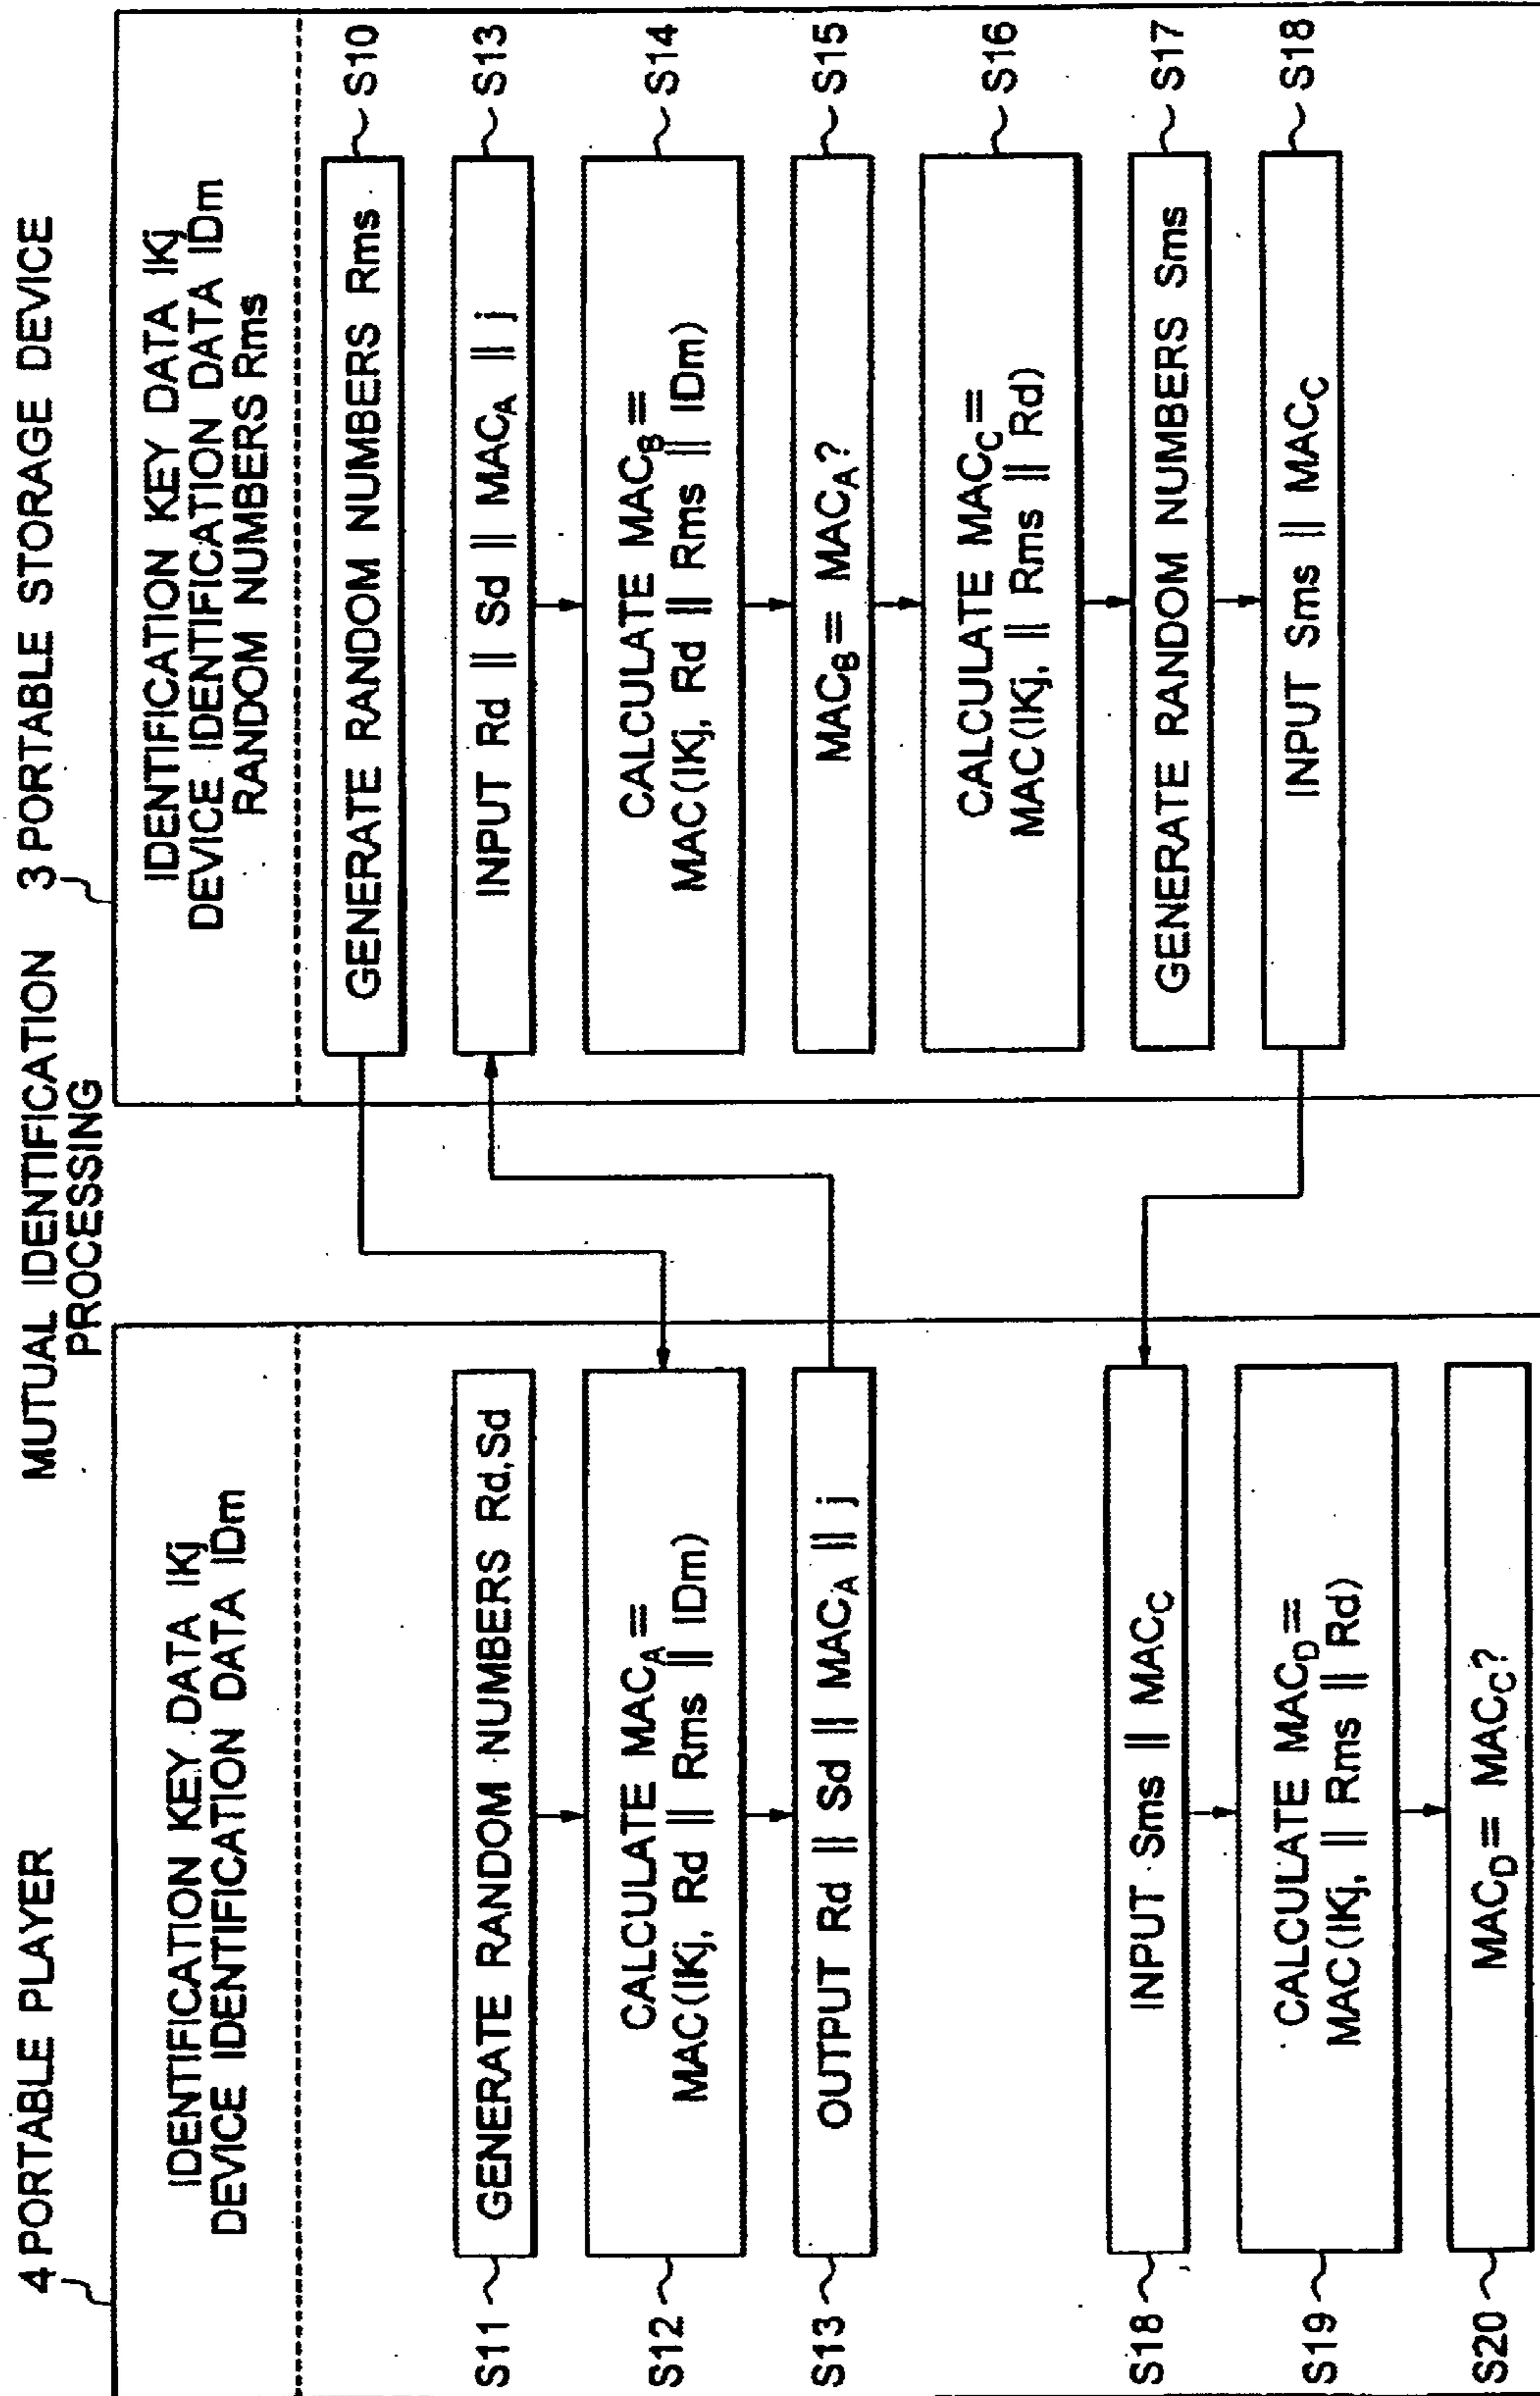 MUTUAL IDENTIFICATION
PROCESSING
4 PORTABLE PLAYER
IDENTIFICATION KEY DATA IKj
DEVICE IDENTIFICATION DATA IDm
S11
GENERATE RANDOM NUMBERS Rd,Sd
S12
CALCULATE MACA=
MAC(IKj, Rd || Rms || IDm)
S13
OUTPUT Rd || Sd || MACA || j
S18
INPUT Sms || MACC
S19
CALCULATE MACD=
MAC(IKj, || Rms || Rd)
S20
MACD= MACC?
3 PORTABLE STORAGE DEVICE
IDENTIFICATION KEY DATA IKj
DEVICE IDENTIFICATION DATA IDm
RANDOM NUMBERS Rms
GENERATE RANDOM NUMBERS Rms
S10
INPUT Rd || Sd || MACA || j
S13
CALCULATE MACB=
MAC(IKj, Rd || Rms || IDm)
S14
MACB= MACA?
S15
CALCULATE MACC=
MAC(IKj, || Rms || Rd)
S16
GENERATE RANDOM NUMBERS Sms
S17
INPUT Sms || MACC
S18